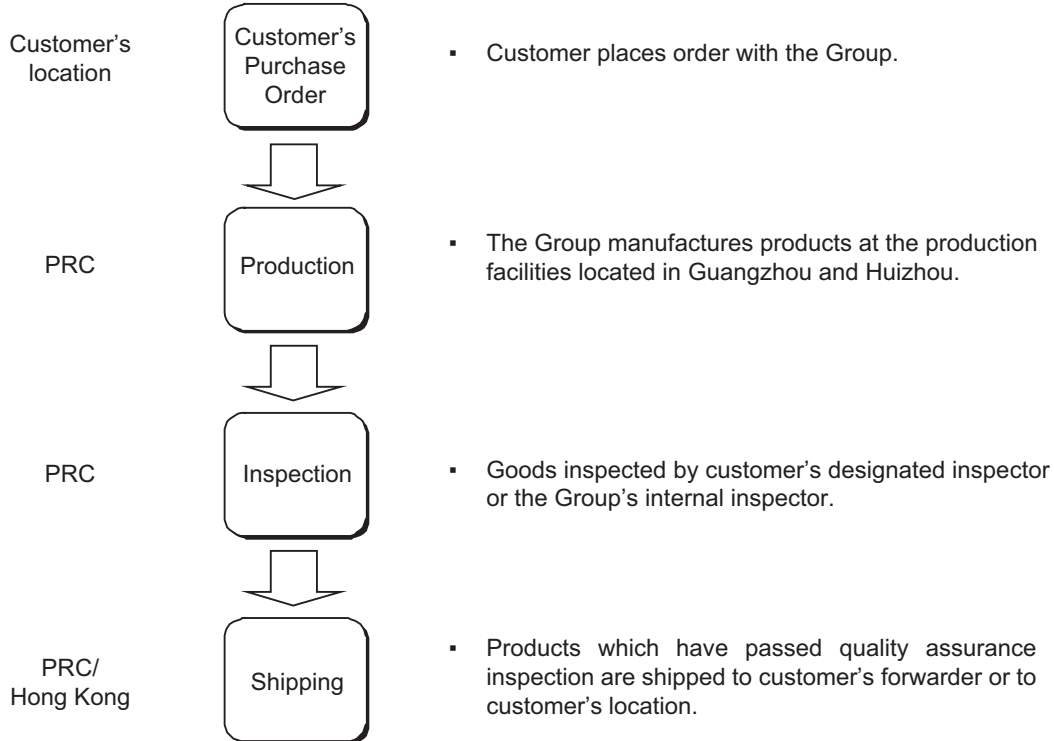 Customer's
location
Customer's
Purchase
Order
▪ Customer places order with the Group.
PRC
Production
▪ The Group manufactures products at the production
facilities located in Guangzhou and Huizhou.
PRC
Inspection
▪ Goods inspected by customer's designated inspector
or the Group's internal inspector.
PRC/
Hong Kong
Shipping
▪ Products which have passed quality assurance
inspection are shipped to customer's forwarder or to
customer's location.